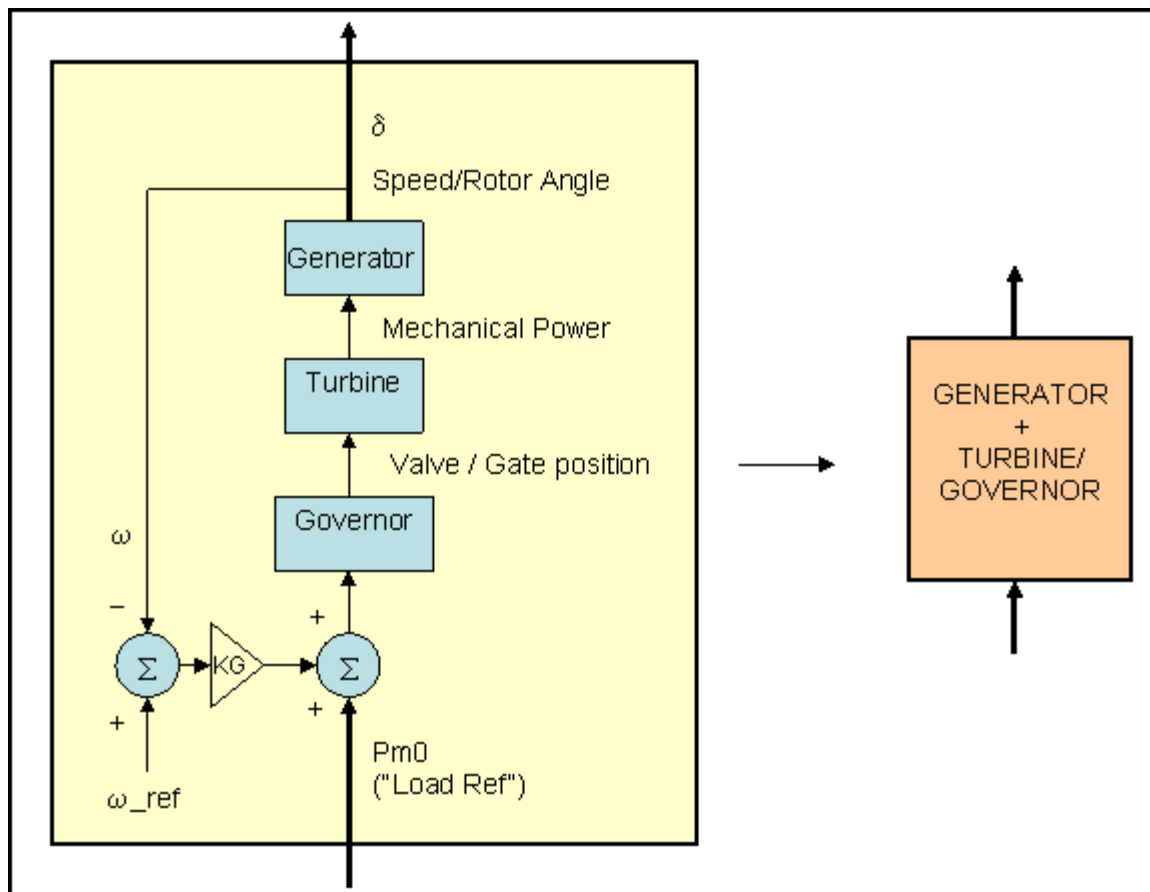 δ
Speed/Rotor Angle
Generator
Mechanical Power
Turbine
Valve / Gate position
Governor
ω
−
+
Σ
KG
Σ
+
+
Pm0
("Load Ref")
ω_ref
GENERATOR
+
TURBINE/
GOVERNOR